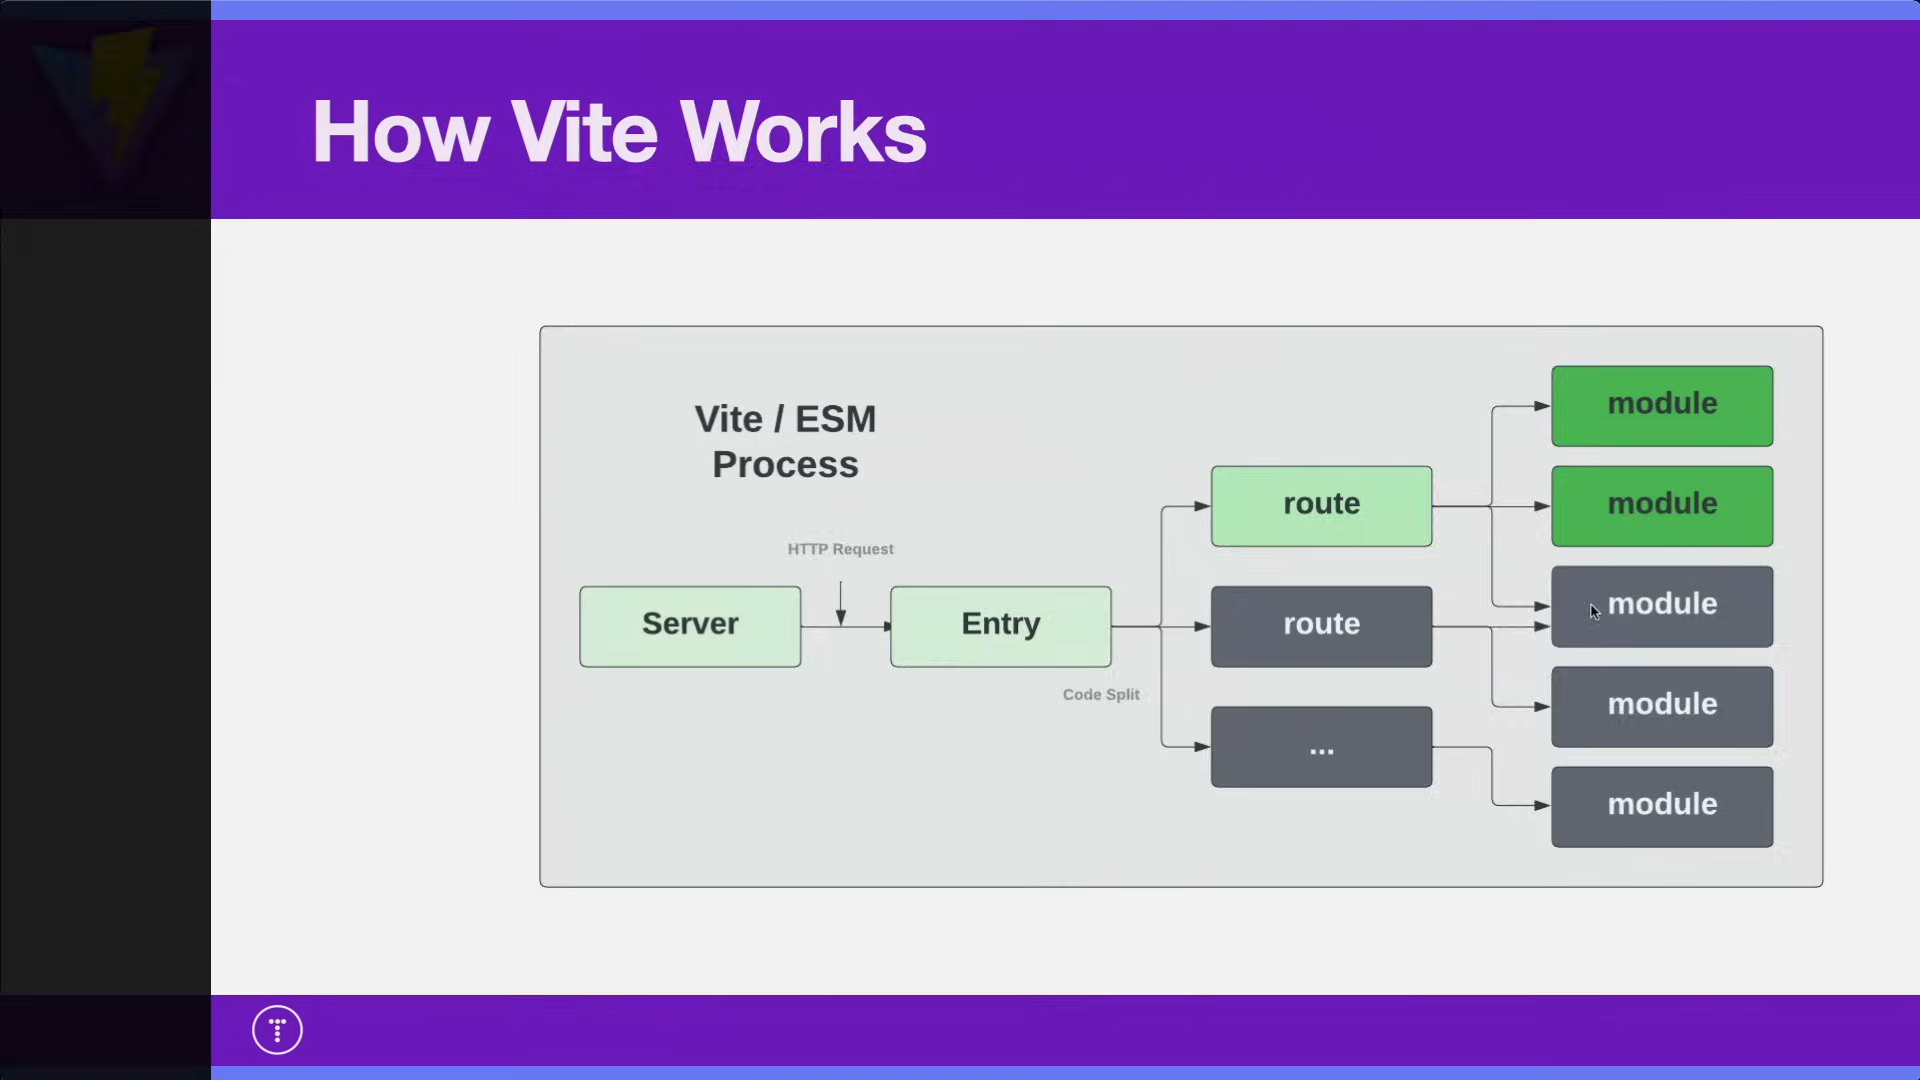 How Vite Works
Vite / ESM
Process
HTTP Request
Server
Entry
Code Split
route
route
...
module
module
module
module
module